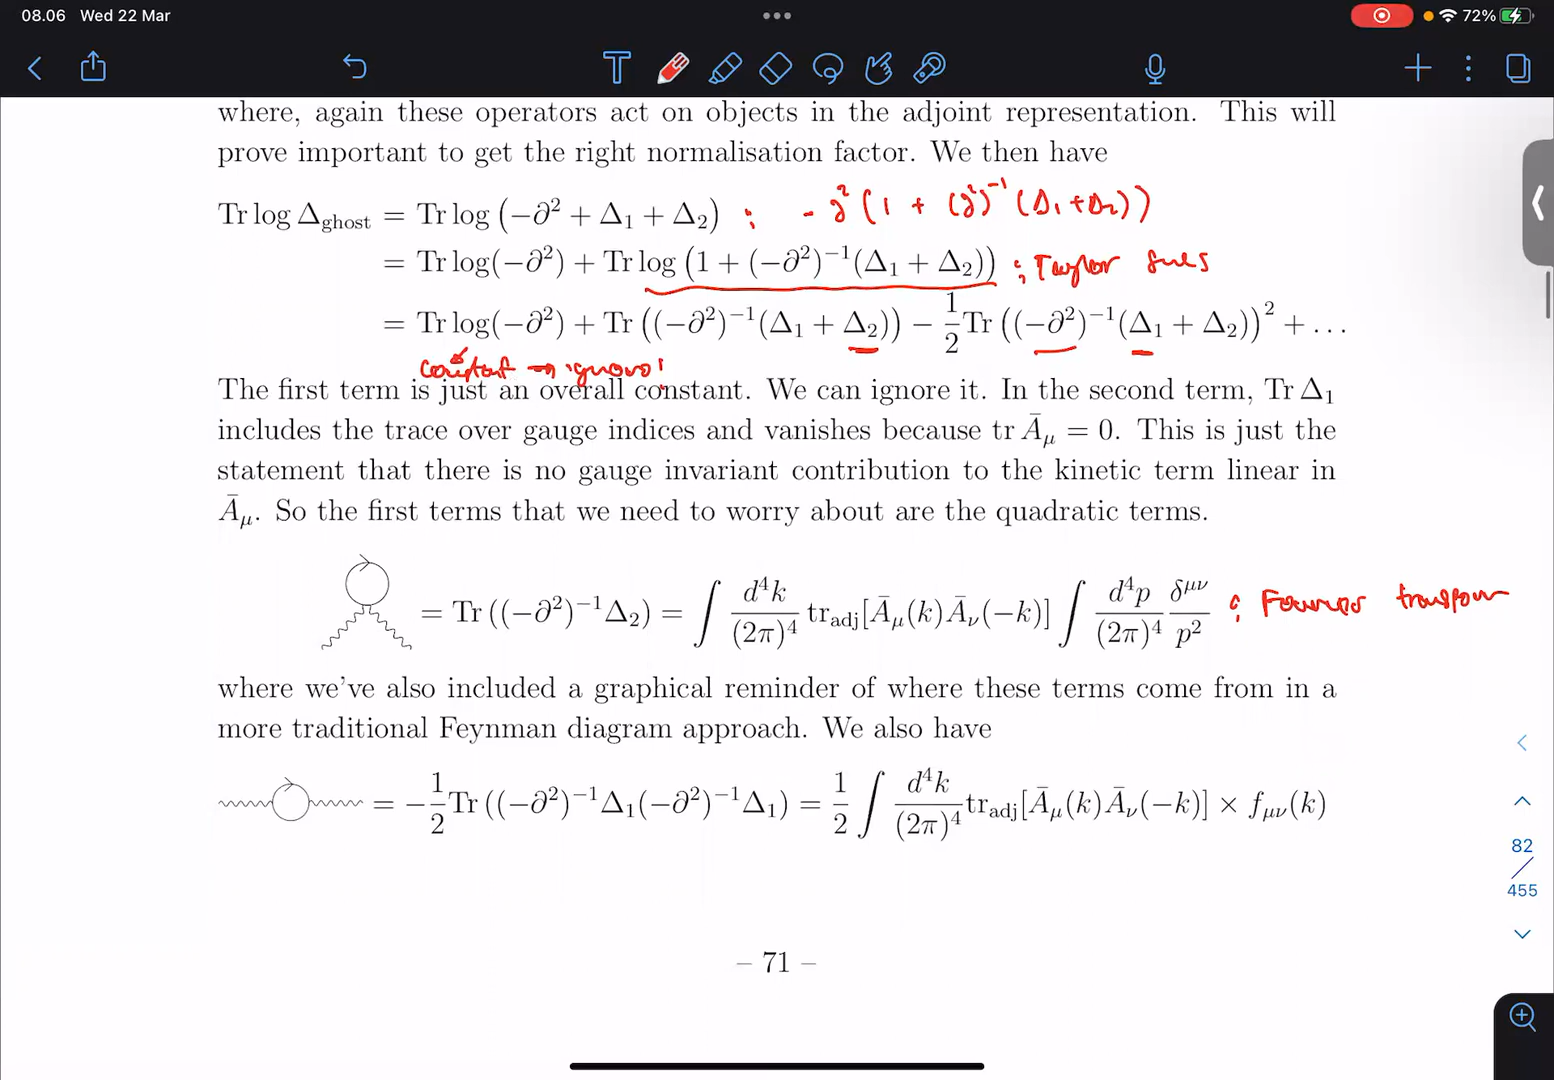 08.06 Wed 22 Mar
72%
where, again these operators act on objects in the adjoint representation. This will
prove important to get the right normalisation factor. We then have
Tr log Δ_ghost = Tr log (−∂² + Δ₁ + Δ₂) ; - ∂² (1 + (∂²)⁻¹ (Δ₁+Δ₂))
= Tr log(−∂²) + Tr log (1 + (−∂²)⁻¹(Δ₁ + Δ₂)) ; Taylor
= Tr log(−∂²) + Tr ((−∂²)⁻¹(Δ₁ + Δ₂)) − 1/2 Tr ((−∂²)⁻¹(Δ₁ + Δ₂))² + . . .
constant → ignore!
The first term is just an overall constant. We can ignore it. In the second term, Tr Δ₁
includes the trace over gauge indices and vanishes because tr Ā_μ = 0. This is just the
statement that there is no gauge invariant contribution to the kinetic term linear in
Ā_μ. So the first terms that we need to worry about are the quadratic terms.
= Tr ((−∂²)⁻¹Δ₂) = ∫ d⁴k/(2π)⁴ tr_adj[Ā_μ(k)Ā_ν(−k)] ∫ d⁴p/(2π)⁴ δ^μν/p² ; Fourier transform
where we've also included a graphical reminder of where these terms come from in a
more traditional Feynman diagram approach. We also have
= −1/2 Tr ((−∂²)⁻¹Δ₁(−∂²)⁻¹Δ₁) = 1/2 ∫ d⁴k/(2π)⁴ tr_adj[Ā_μ(k)Ā_ν(−k)] × f_μν(k)
82
455
– 71 –